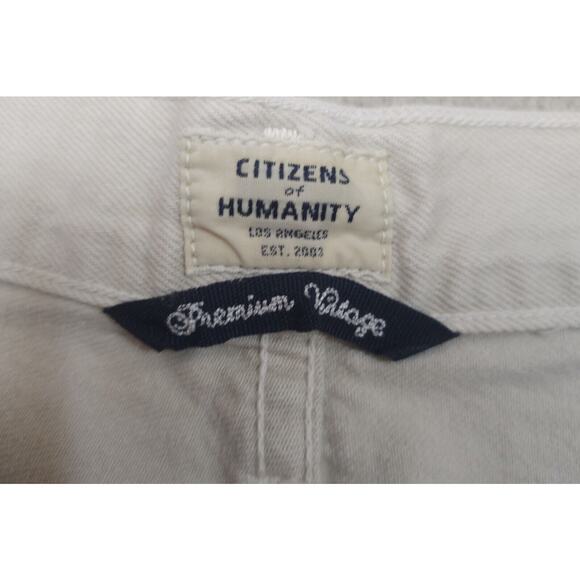 CITIZENS
of
HUMANITY
LOS ANGELES
EST. 2003
Premium Vintage